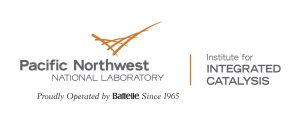 Pacific Northwest
NATIONAL LABORATORY
Proudly Operated by Battelle Since 1965
Institute for
INTEGRATED
CATALYSIS